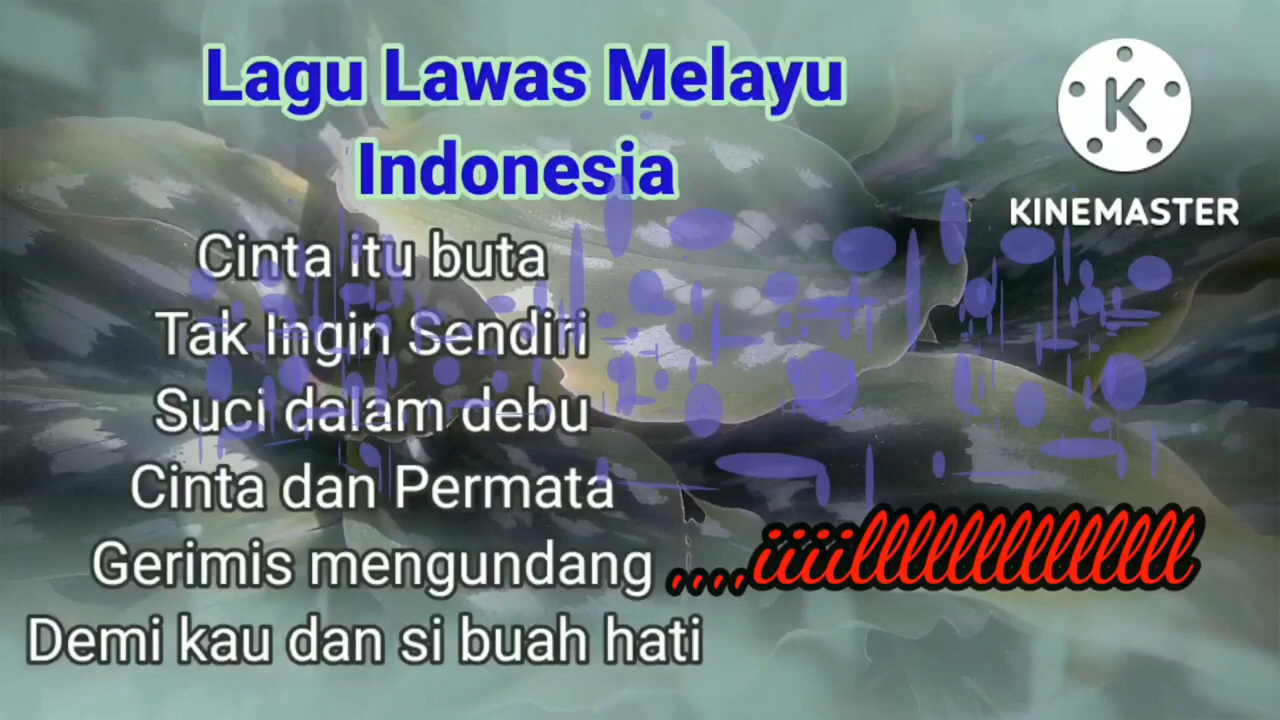 Lagu Lawas Melayu
Indonesia
KINEMASTER
Cinta itu buta
Tak Ingin Sendiri
Suci dalam debu
Cinta dan Permata
Gerimis mengundang
Demi kau dan si buah hati